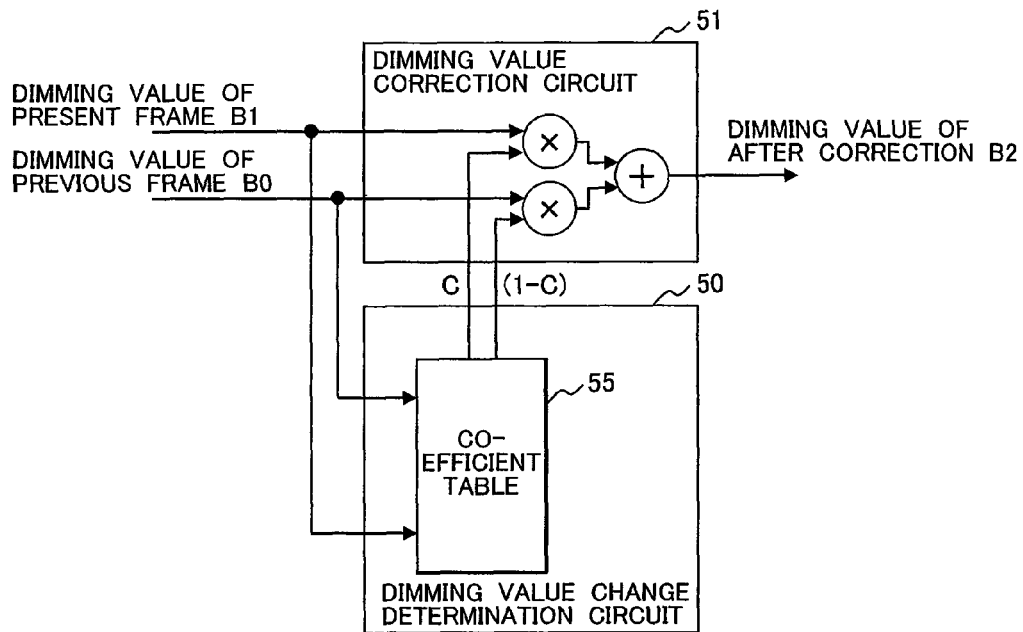 51
DIMMING VALUE
CORRECTION CIRCUIT
DIMMING VALUE OF
PRESENT FRAME B1
DIMMING VALUE OF
PREVIOUS FRAME B0
×
×
+
DIMMING VALUE OF
AFTER CORRECTION B2
C
(1-C)
50
55
CO-
EFFICIENT
TABLE
DIMMING VALUE CHANGE
DETERMINATION CIRCUIT